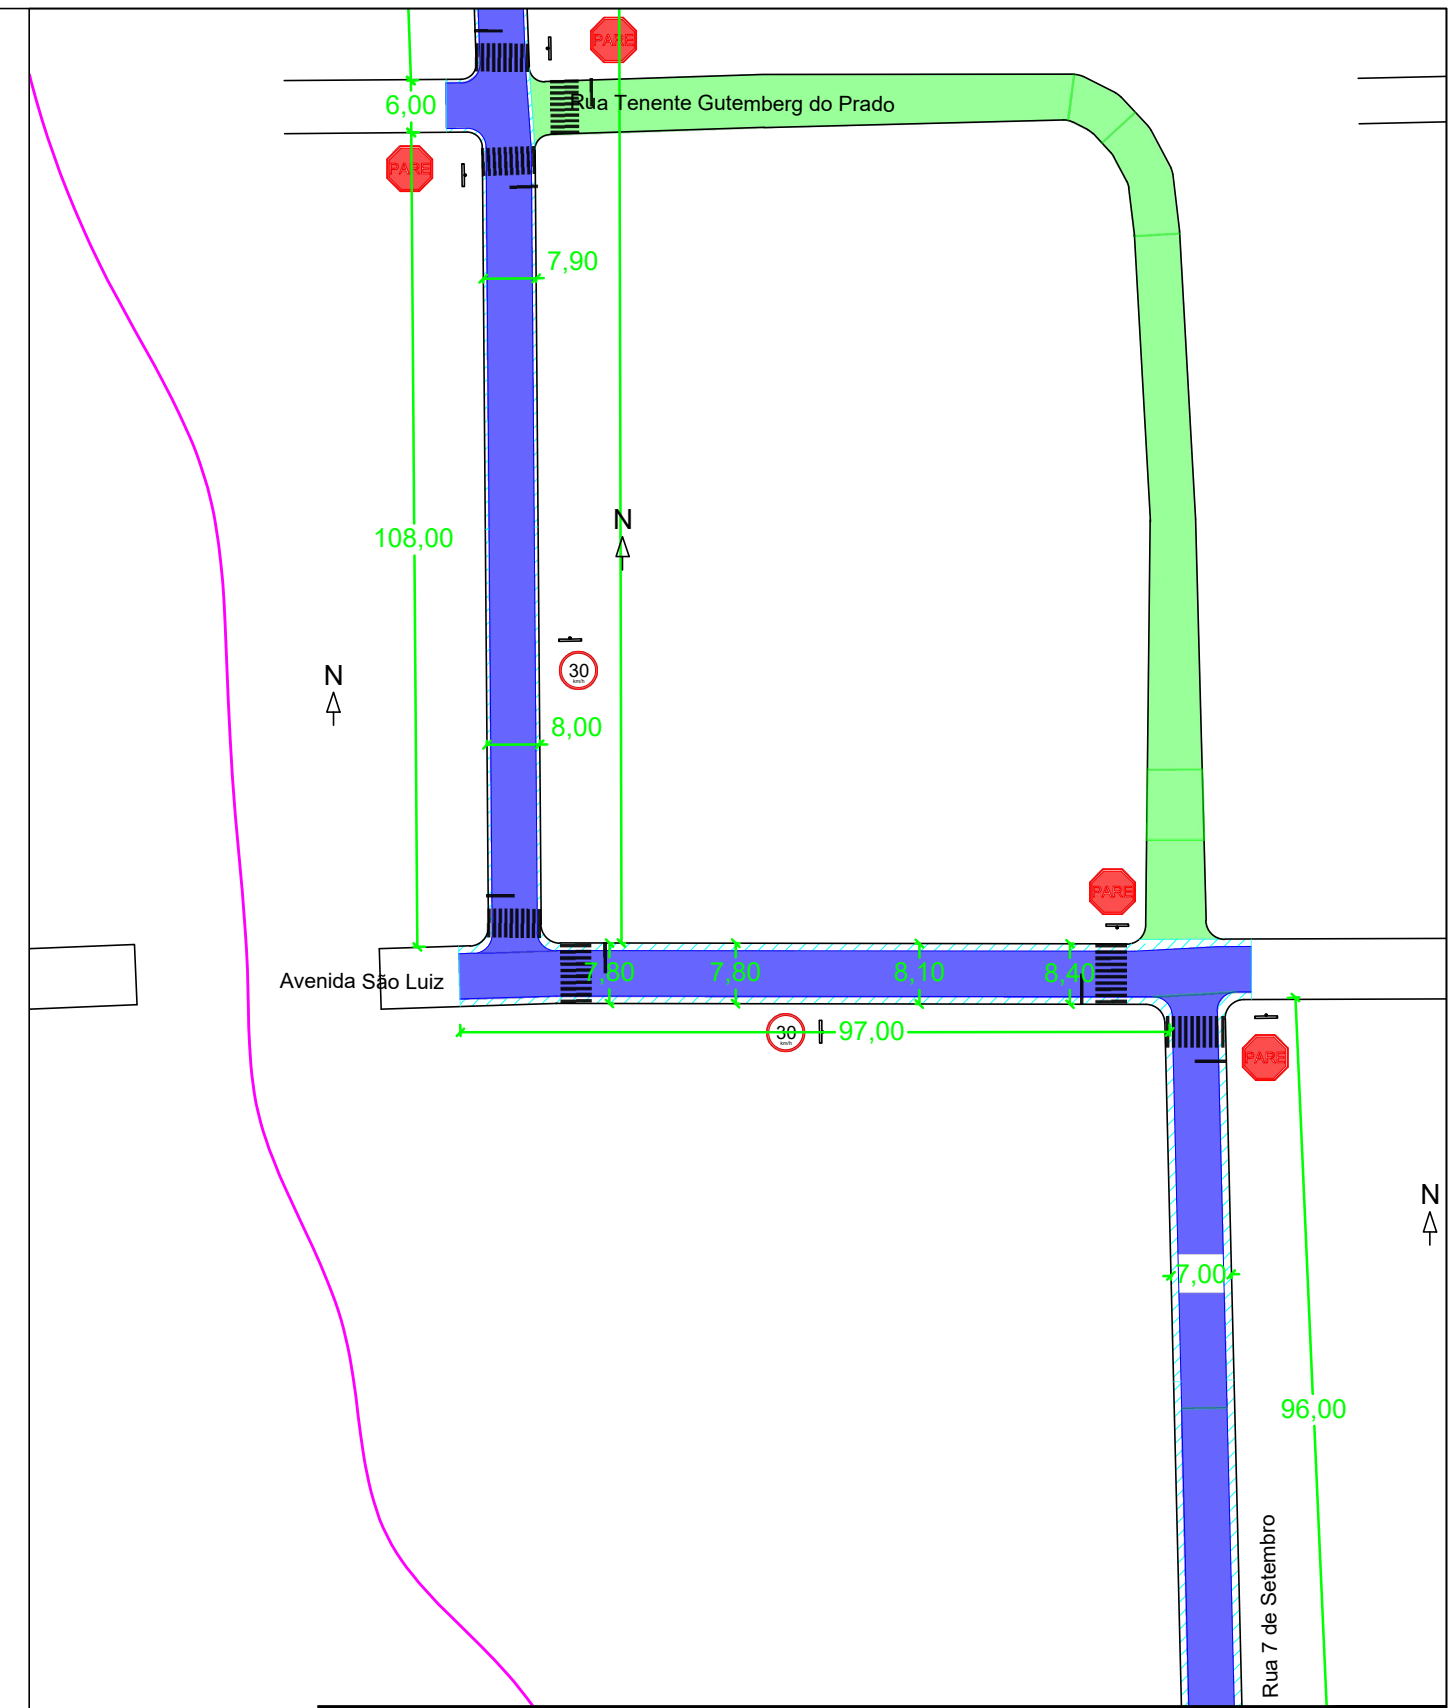 PARE
6,00
Rua Tenente Gutemberg do Prado
PARE
7,90
N
108,00
30
km/h
N
8,00
PARE
Avenida São Luiz
7,80
7,80
8,10
8,40
30
km/h
97,00
PARE
N
7,00
96,00
Rua 7 de Setembro